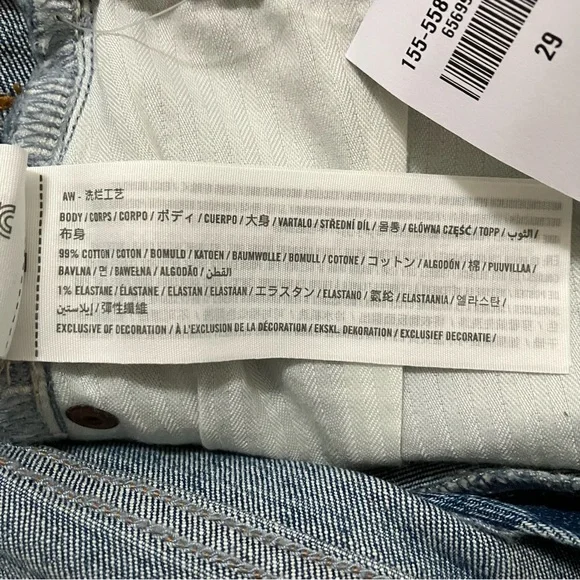 155-558
65699
29
AW - 洗烂工艺
BODY / CORPS / CORPO / ボディ / CUERPO / 大身 / VARTALO / STŘEDNÍ DÍL / 몸통 / GŁÓWNA CZĘŚĆ / TOPP / الثوب /
布身
99% COTTON / COTON / BOMULD / KATOEN / BAUMWOLLE / BOMULL / COTONE / コットン / ALGODÓN / 棉 / PUUVILLAA /
BAVLNA / 면 / BAWEŁNA / ALGODÃO / القطن /
1% ELASTANE / ÉLASTANE / ELASTAN / ELASTAAN / エラスタン / ELASTANO / 氨纶 / ELASTAANIA / 엘라스탄 /
إيلاستين / 彈性纖維
EXCLUSIVE OF DECORATION / À L'EXCLUSION DE LA DÉCORATION / EKSKL. DEKORATION / EXCLUSIEF DECORATIE /